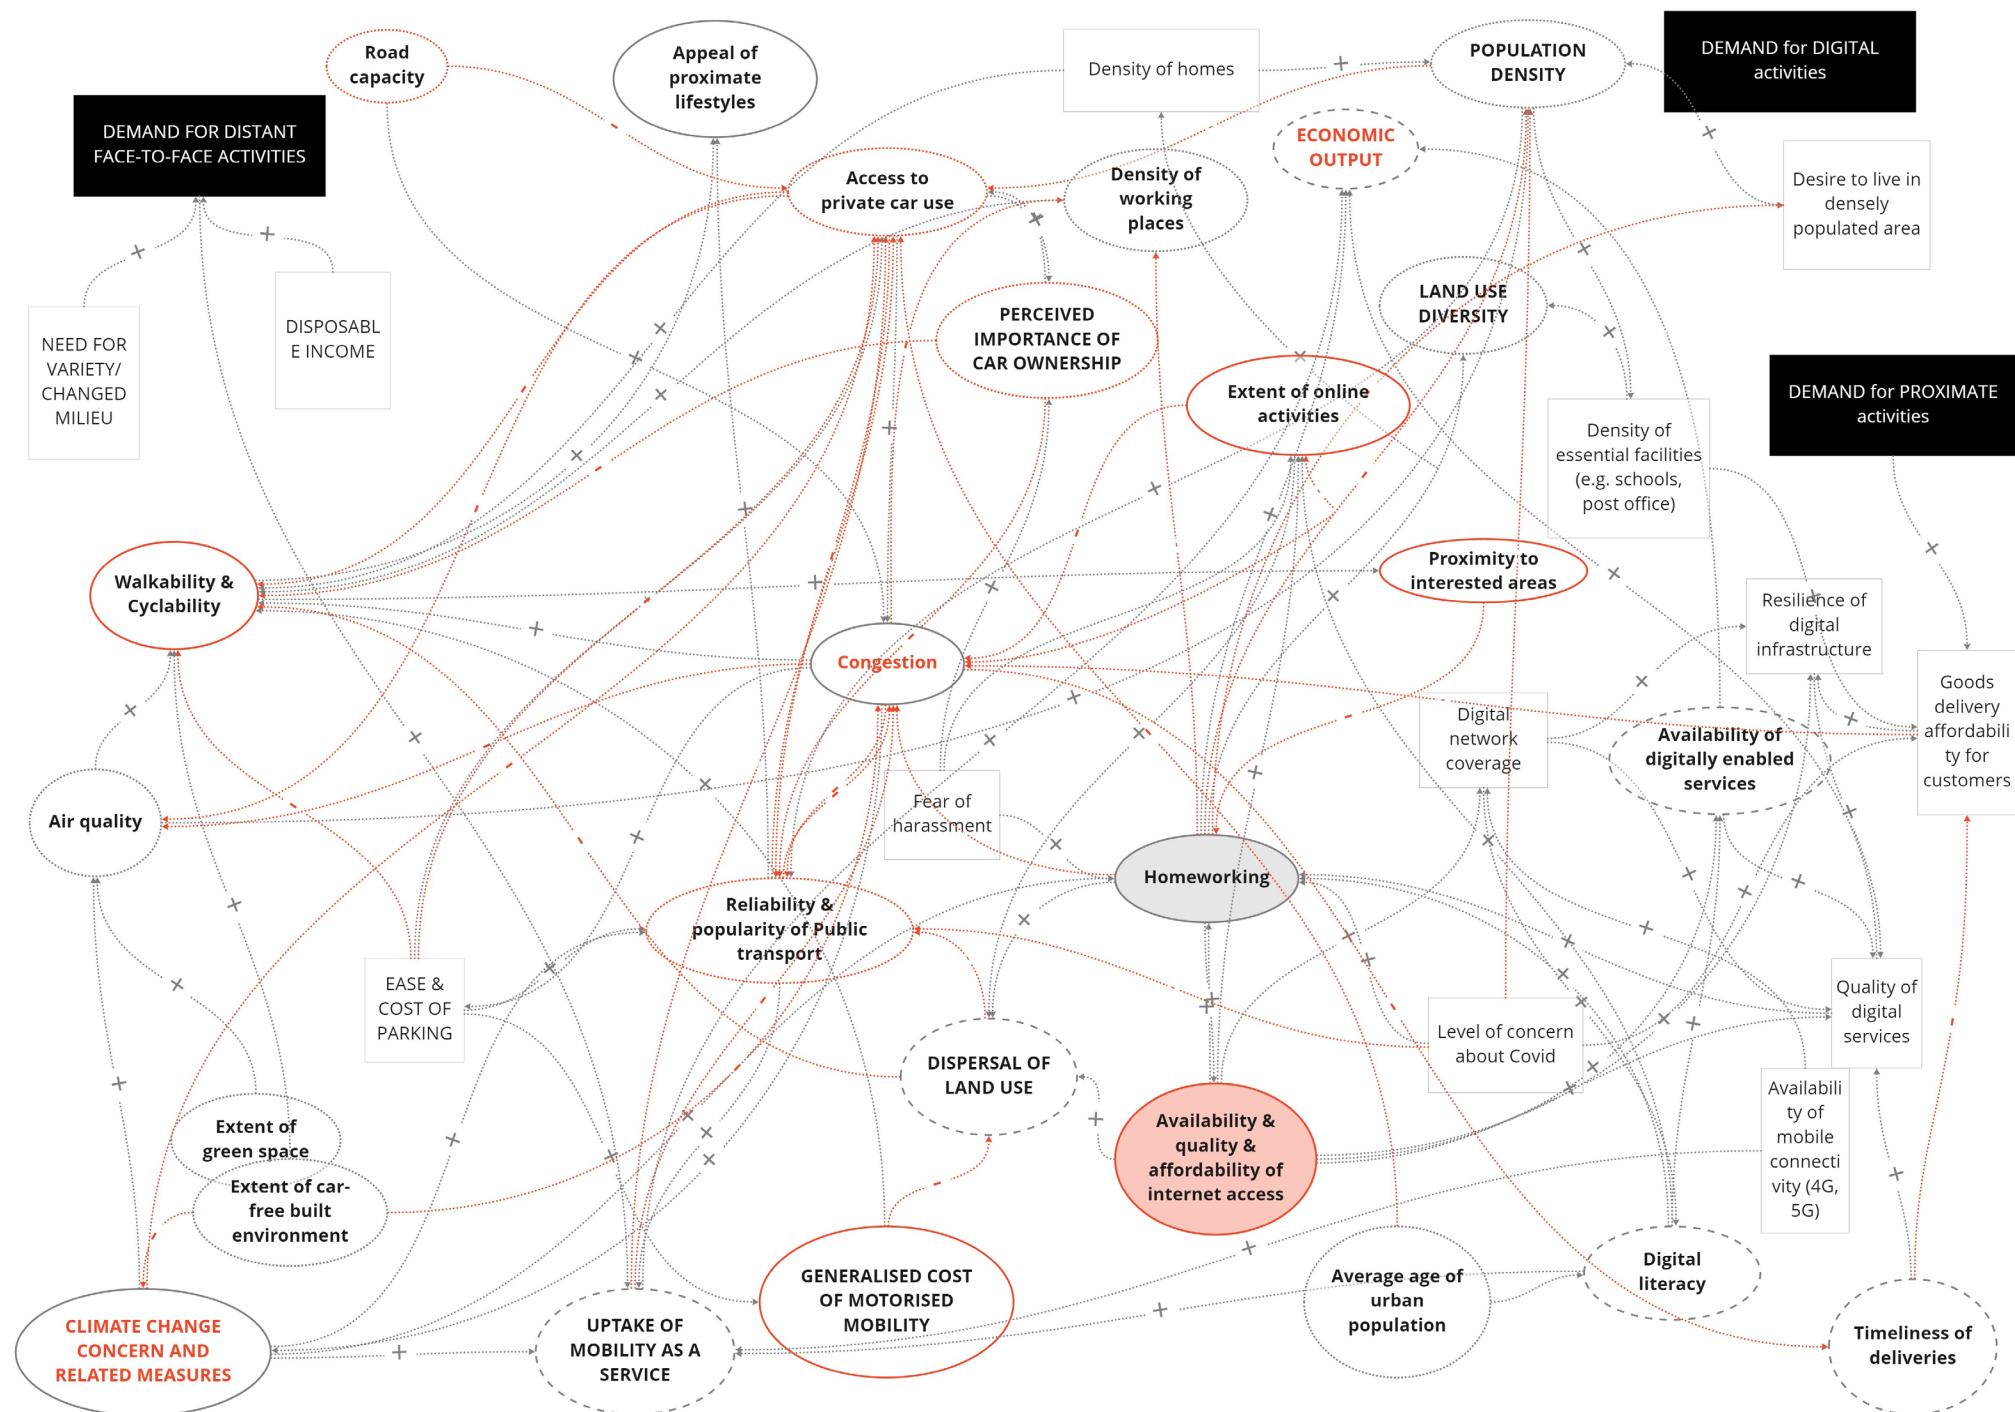 Road
capacity
Appeal of
proximate
lifestyles
Density of homes
POPULATION
DENSITY
DEMAND for DIGITAL
activities
DEMAND FOR DISTANT
FACE-TO-FACE ACTIVITIES
ECONOMIC
OUTPUT
Access to
private car use
Density of
working
places
Desire to live in
densely
populated area
NEED FOR
VARIETY/
CHANGED
MILIEU
DISPOSABL
E INCOME
PERCEIVED
IMPORTANCE OF
CAR OWNERSHIP
LAND USE
DIVERSITY
Extent of online
activities
DEMAND for PROXIMATE
activities
Density of
essential facilities
(e.g. schools,
post office)
Walkability &
Cyclability
Proximity to
interested areas
Resilience of
digital
infrastructure
Congestion
Goods
delivery
affordabili
ty for
customers
Digital
network
coverage
Availability of
digitally enabled
services
Air quality
Fear of
harassment
Homeworking
Reliability &
popularity of Public
transport
EASE &
COST OF
PARKING
Quality of
digital
services
Level of concern
about Covid
DISPERSAL OF
LAND USE
Availability &
quality &
affordability of
internet access
Availabili
ty of
mobile
connecti
vity (4G,
5G)
Extent of
green space
Extent of car-
free built
environment
CLIMATE CHANGE
CONCERN AND
RELATED MEASURES
UPTAKE OF
MOBILITY AS A
SERVICE
GENERALISED COST
OF MOTORISED
MOBILITY
Average age of
urban
population
Digital
literacy
Timeliness of
deliveries